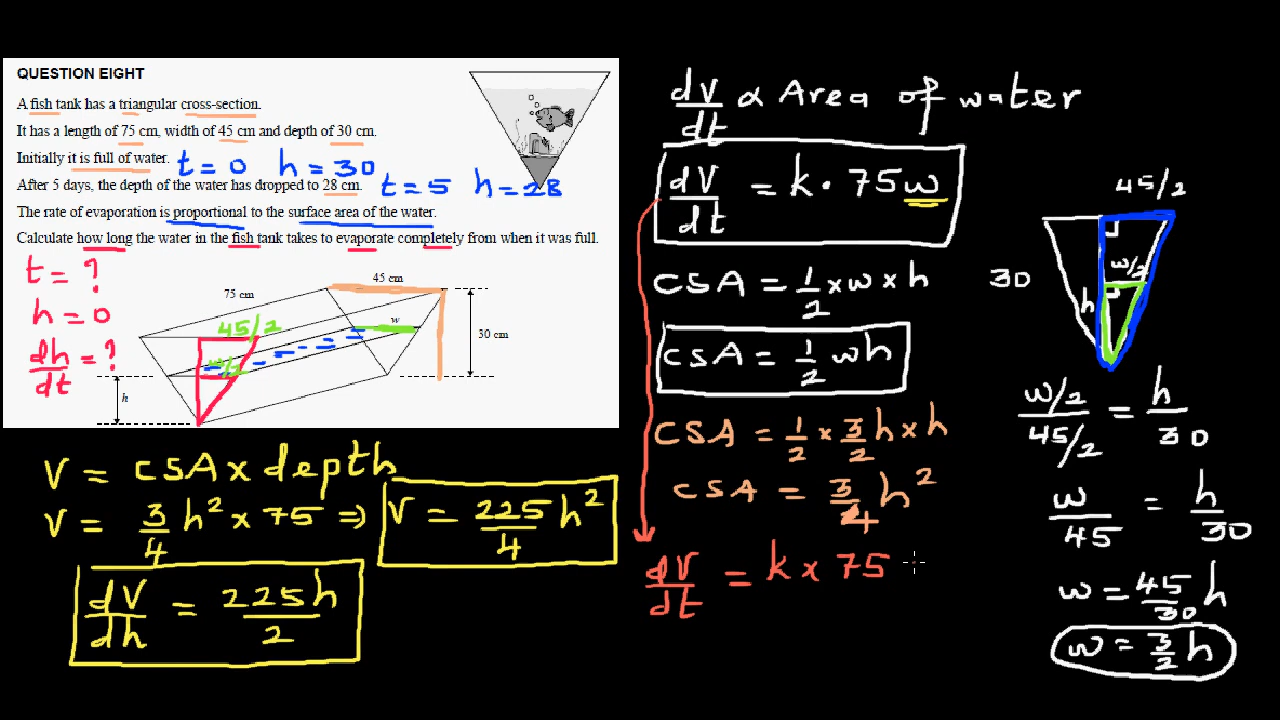 QUESTION EIGHT
A fish tank has a triangular cross-section.
It has a length of 75 cm, width of 45 cm and depth of 30 cm.
Initially it is full of water. t = 0 h = 30
After 5 days, the depth of the water has dropped to 28 cm. t = 5 h = 28
The rate of evaporation is proportional to the surface area of the water.
Calculate how long the water in the fish tank takes to evaporate completely from when it was full.
t = ?
h = 0
dh/dt = ?
75 cm
45 cm
45/2
w
w/2
30 cm
h
V = CSA x depth
V = 3/4 h² x 75 ⇒ V = 225/4 h²
dV/dh = 225h/2
dV/dt ∝ Area of water
dV/dt = k · 75w
CSA = 1/2 x w x h
CSA = 1/2 wh
CSA = 1/2 x 3/2 h x h
CSA = 3/4 h²
dV/dt = k x 75
45/2
30
w/2
h
w/2 / 45/2 = h/30
w/45 = h/30
w = 45/30 h
w = 3/2 h